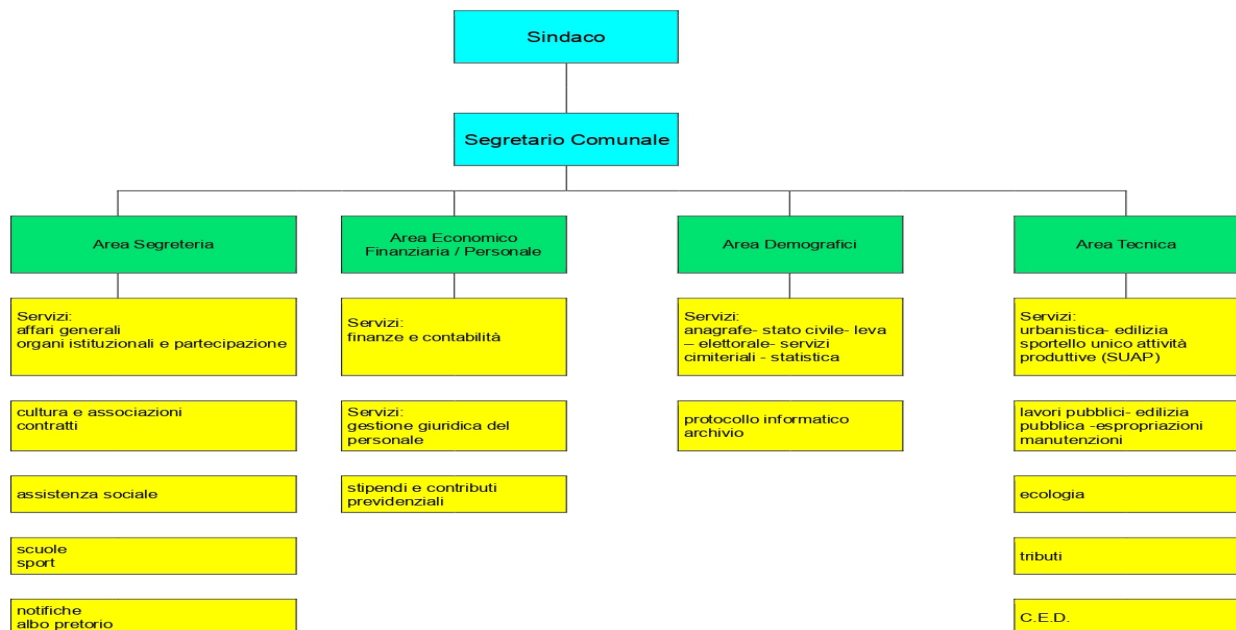 Sindaco
Segretario Comunale
Area Segreteria
Servizi:
affari generali
organi istituzionali e partecipazione
cultura e associazioni
contratti
assistenza sociale
scuole
sport
notifiche
albo pretorio
Area Economico
Finanziaria / Personale
Servizi:
finanze e contabilità
Servizi:
gestione giuridica del
personale
stipendi e contributi
previdenziali
Area Demografici
Servizi:
anagrafe- stato civile- leva
– elettorale- servizi
cimiteriali - statistica
protocollo informatico
archivio
Area Tecnica
Servizi:
urbanistica- edilizia
sportello unico attività
produttive (SUAP)
lavori pubblici- edilizia
pubblica -espropriazioni
manutenzioni
ecologia
tributi
C.E.D.